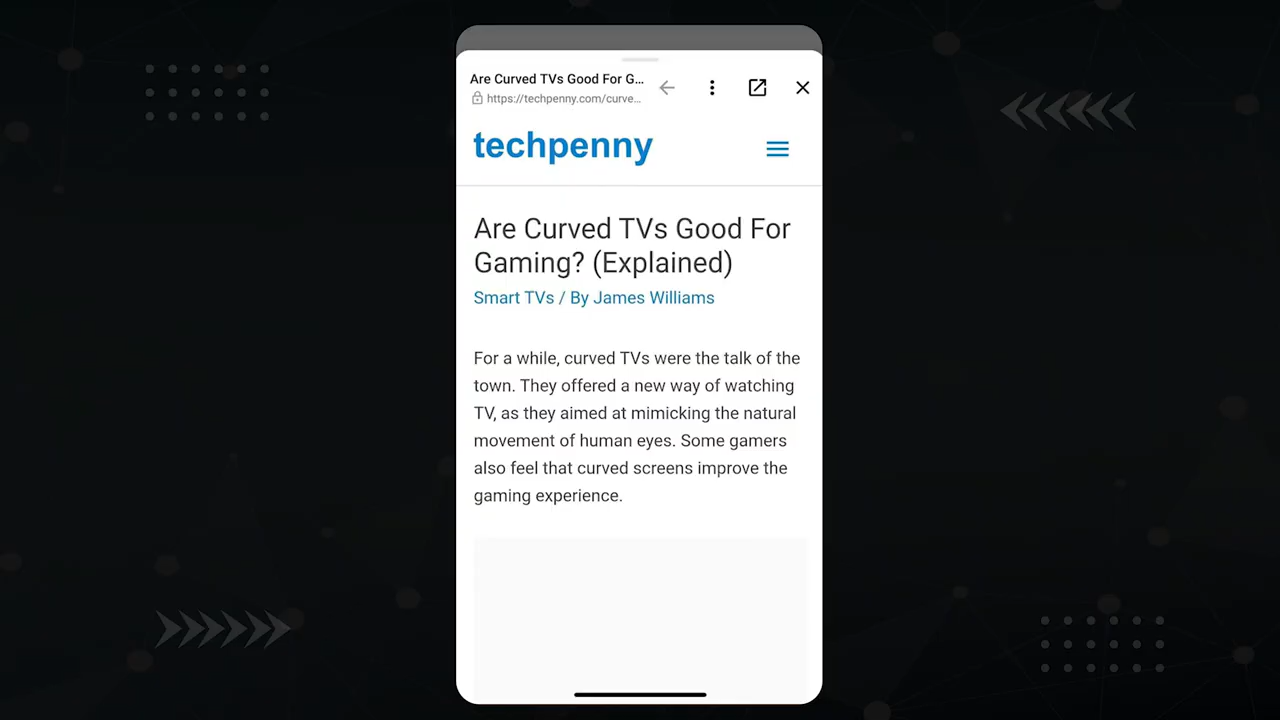 Are Curved TVs Good For G...
https://techpenny.com/curve...
techpenny
Are Curved TVs Good For
Gaming? (Explained)
Smart TVs / By James Williams
For a while, curved TVs were the talk of the
town. They offered a new way of watching
TV, as they aimed at mimicking the natural
movement of human eyes. Some gamers
also feel that curved screens improve the
gaming experience.